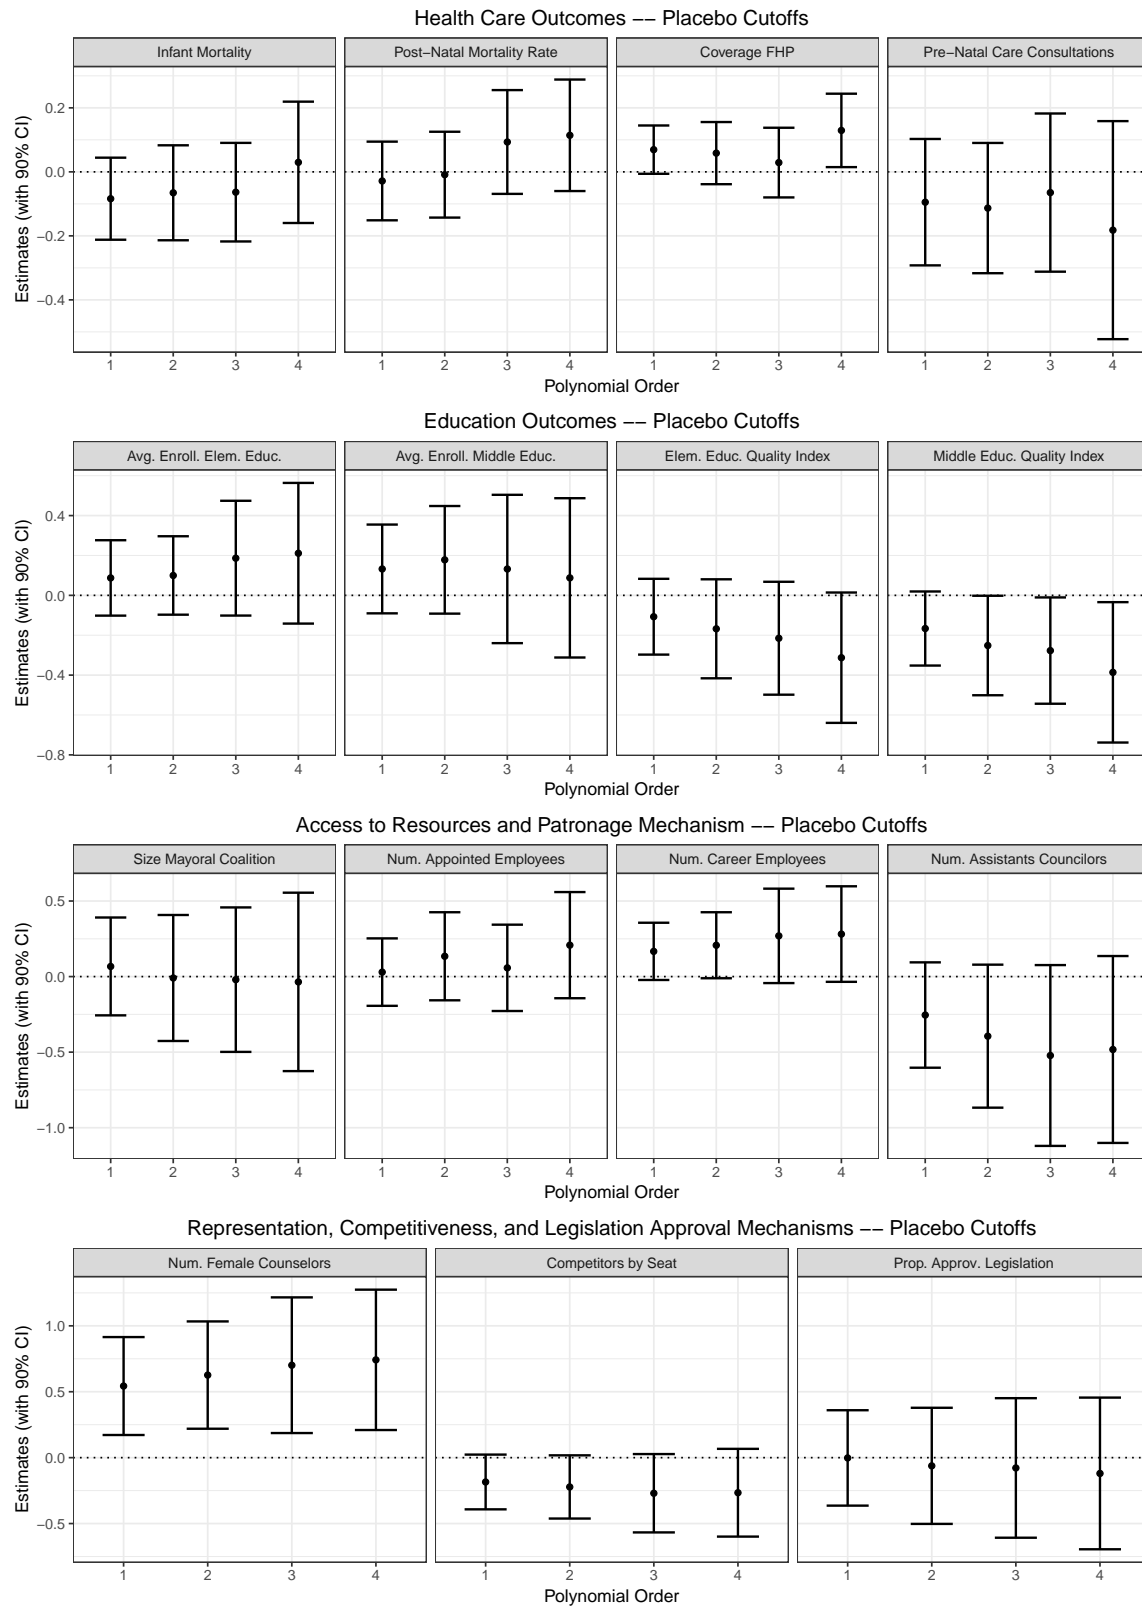 Health Care Outcomes −− Placebo Cutoffs
Infant Mortality Post−Natal Mortality Rate Coverage FHP Pre−Natal Care Consultations
Estimates (with 90% CI)
0.2
0.0
−0.2
−0.4
1 2 3 4 1 2 3 4 1 2 3 4 1 2 3 4
Polynomial Order
Education Outcomes −− Placebo Cutoffs
Avg. Enroll. Elem. Educ. Avg. Enroll. Middle Educ. Elem. Educ. Quality Index Middle Educ. Quality Index
Estimates (with 90% CI)
0.4
0.0
−0.4
−0.8
1 2 3 4 1 2 3 4 1 2 3 4 1 2 3 4
Polynomial Order
Access to Resources and Patronage Mechanism −− Placebo Cutoffs
Size Mayoral Coalition Num. Appointed Employees Num. Career Employees Num. Assistants Councilors
Estimates (with 90% CI)
0.5
0.0
−0.5
−1.0
1 2 3 4 1 2 3 4 1 2 3 4 1 2 3 4
Polynomial Order
Representation, Competitiveness, and Legislation Approval Mechanisms −− Placebo Cutoffs
Num. Female Counselors Competitors by Seat Prop. Approv. Legislation
Estimates (with 90% CI)
1.0
0.5
0.0
−0.5
1 2 3 4 1 2 3 4 1 2 3 4
Polynomial Order